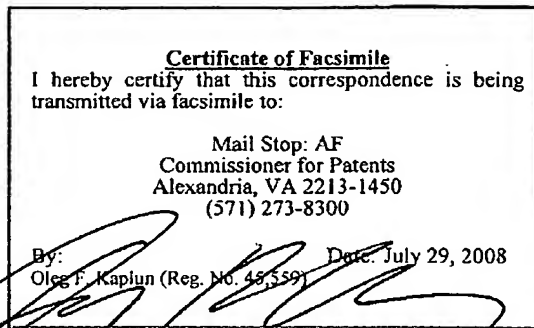 Certificate of Facsimile
I hereby certify that this correspondence is being
transmitted via facsimile to:
Mail Stop: AF
Commissioner for Patents
Alexandria, VA 2213-1450
(571) 273-8300
By: Date: July 29, 2008
Oleg F. Kaplun (Reg. No. 45,559)